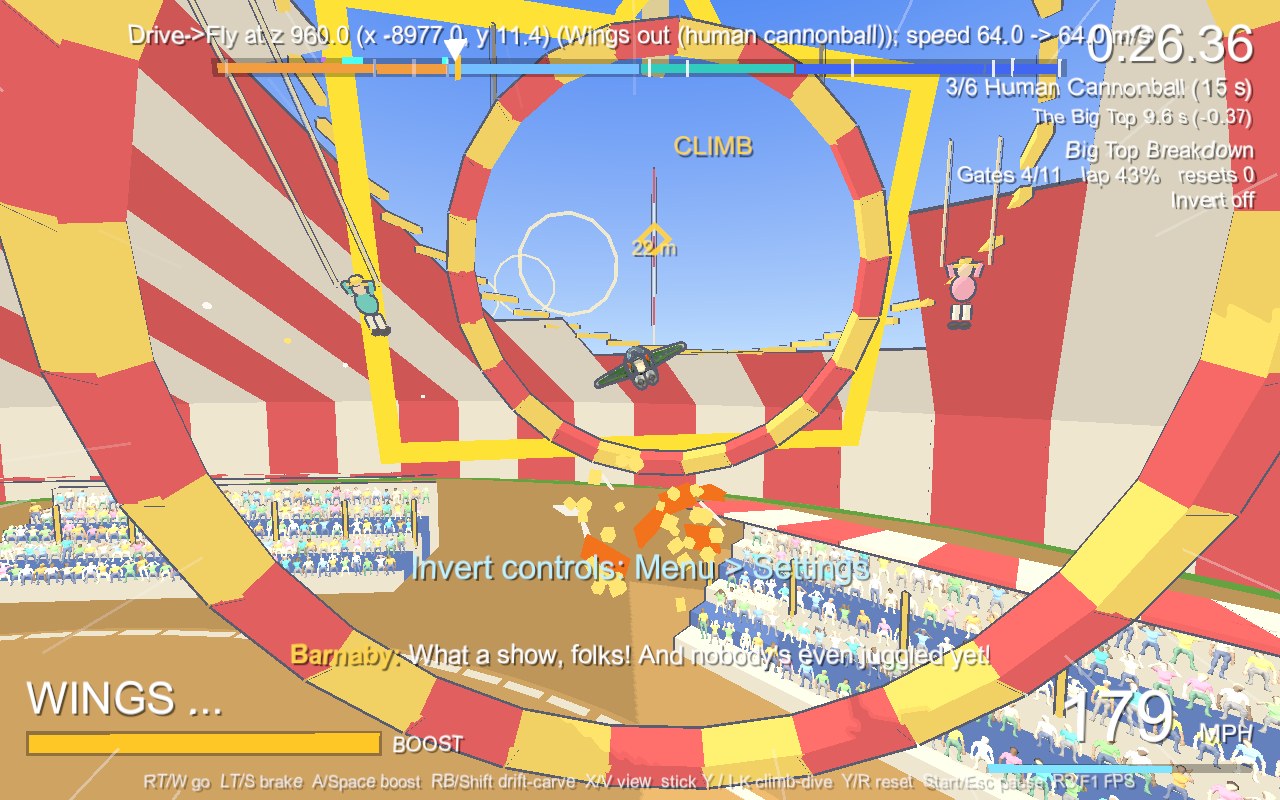 Drive->Fly at z 960.0 (x -8977.0, y 11.4) (Wings out (human cannonball)); speed 64.0 -> 64.0 m/s
0:26.36
3/6 Human Cannonball (15 s)
The Big Top 9.6 s (-0.37)
Big Top Breakdown
Gates 4/11 lap 43% resets 0
Invert off
CLIMB
22 m
Invert controls: Menu > Settings
Barnaby: What a show, folks! And nobody's even juggled yet!
WINGS ...
BOOST
179 MPH
RT/W go LT/S brake A/Space boost RB/Shift drift-carve X/V view stick Y / I-K climb-dive Y/R reset Start/Esc pause R3/F1 FPS